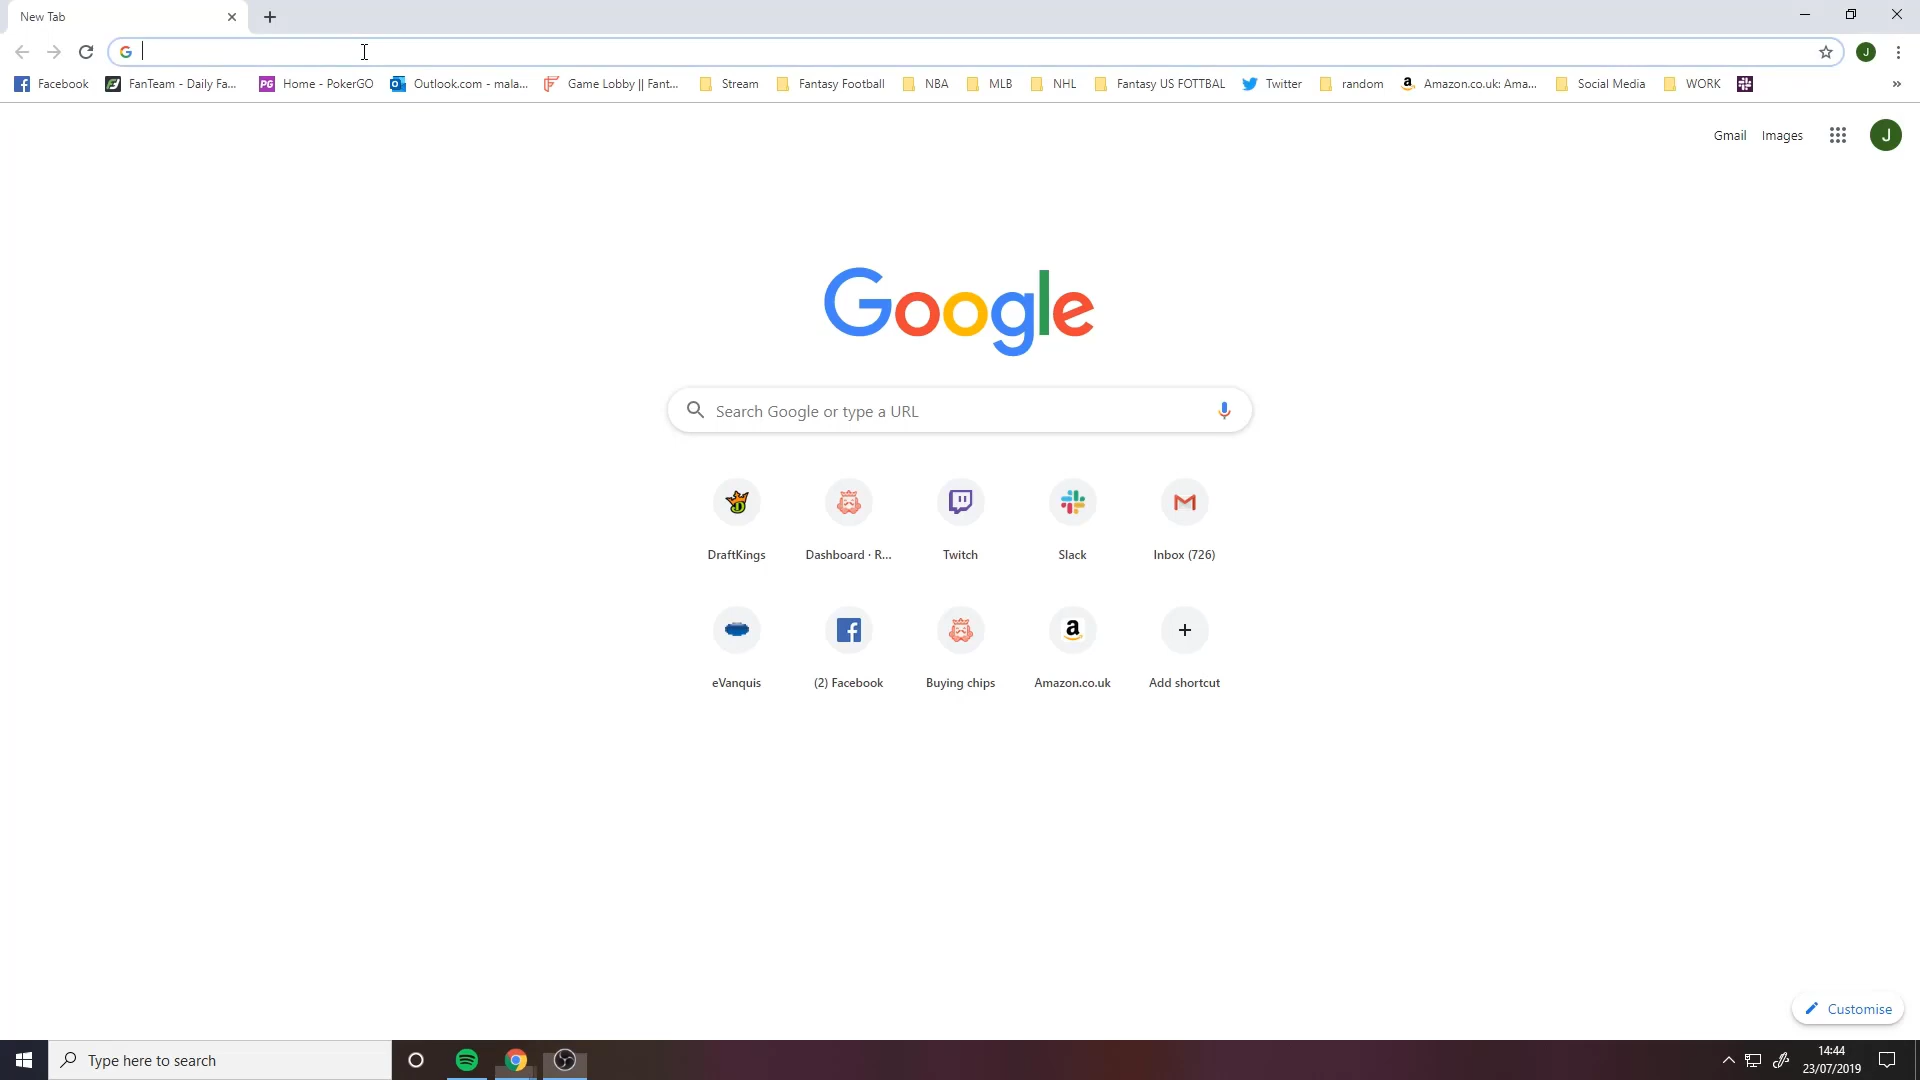 New Tab
Facebook FanTeam - Daily Fa... PG Home - PokerGO Outlook.com - mala... Game Lobby || Fant... Stream Fantasy Football NBA MLB NHL Fantasy US FOTTBAL Twitter random Amazon.co.uk: Ama... Social Media WORK »
Gmail Images J
Google
Search Google or type a URL
DraftKings Dashboard · R... Twitch Slack Inbox (726)
eVanquis (2) Facebook Buying chips Amazon.co.uk Add shortcut
Customise
Type here to search
14:44
23/07/2019